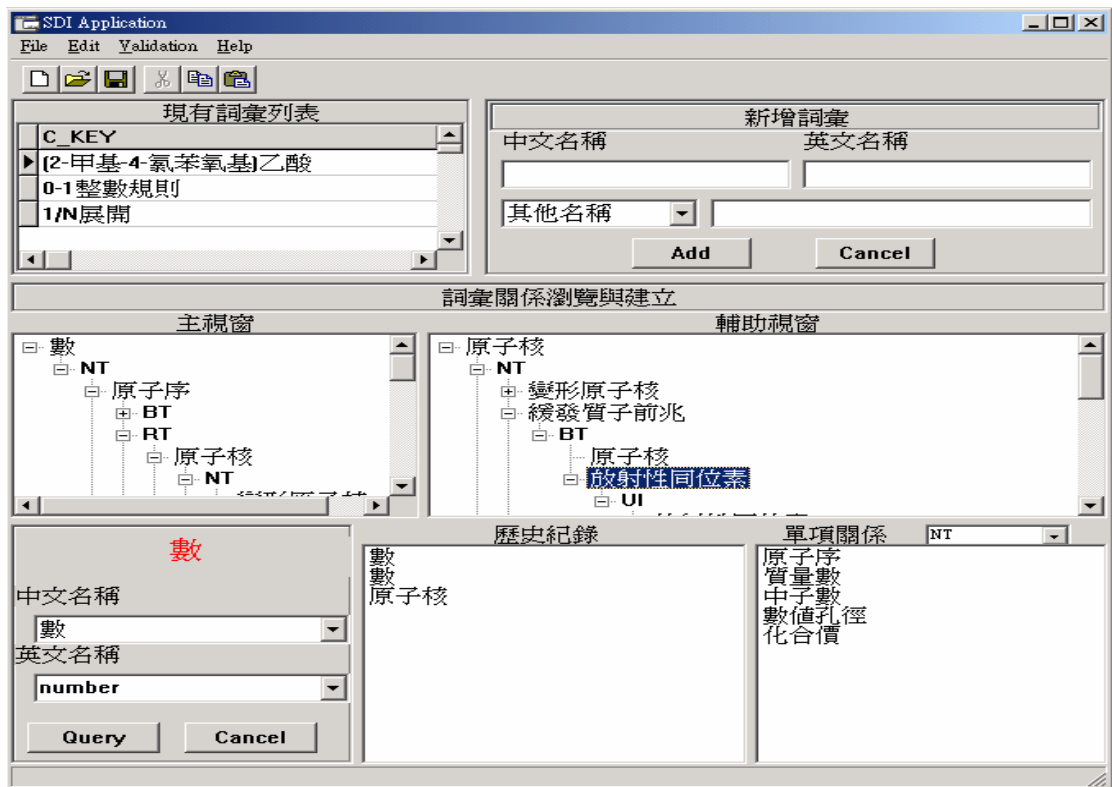 SDI Application
File Edit Validation Help
現有詞彙列表
C_KEY
(2-甲基-4-氯苯氧基)乙酸
0-1整數規則
1/N展開
新增詞彙
中文名稱 英文名稱
其他名稱
Add Cancel
詞彙關係瀏覽與建立
主視窗
數
NT
原子序
BT
RT
原子核
NT
輔助視窗
原子核
NT
變形原子核
緩發質子前兆
BT
原子核
放射性同位素
UI
數
中文名稱
數
英文名稱
number
Query Cancel
歷史紀錄
數
數
原子核
單項關係 NT
原子序
質量數
中子數
數值孔徑
化合價